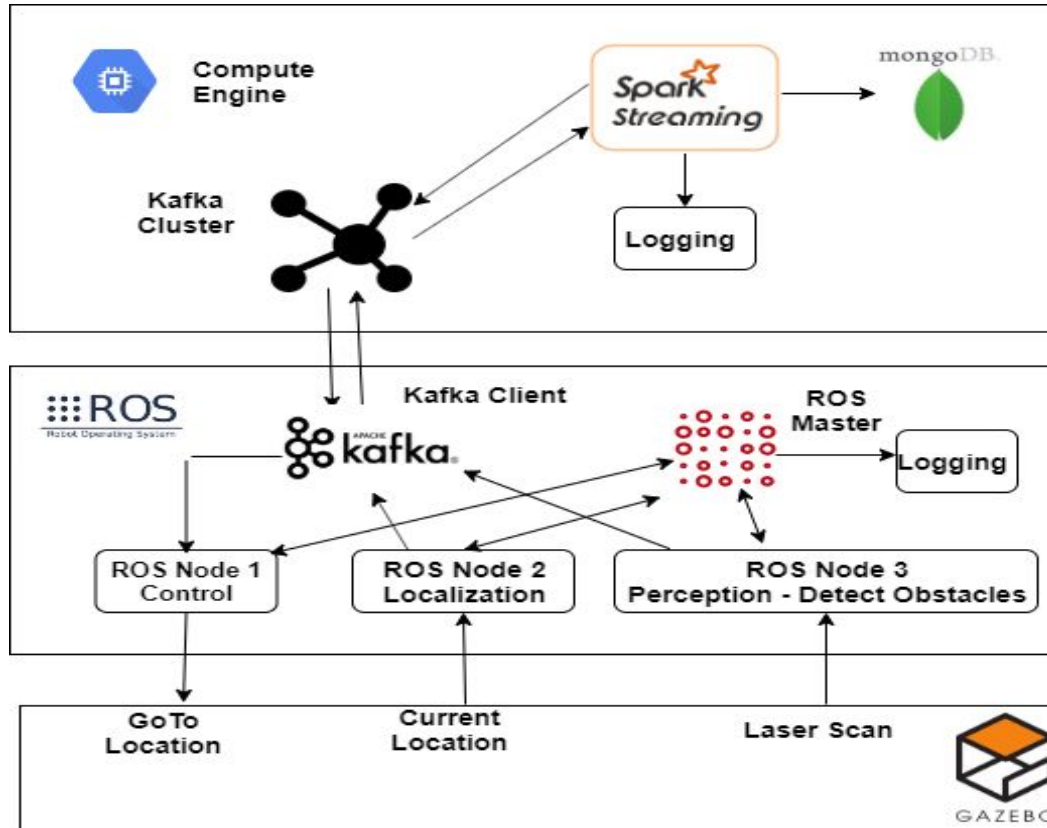 Compute
Engine
Spark
Streaming
mongoDB.
Kafka
Cluster
Logging
ROS
Robot Operating System
Kafka Client
APACHE
kafka
ROS
Master
Logging
ROS Node 1
Control
ROS Node 2
Localization
ROS Node 3
Perception - Detect Obstacles
GoTo
Location
Current
Location
Laser Scan
GAZEBO